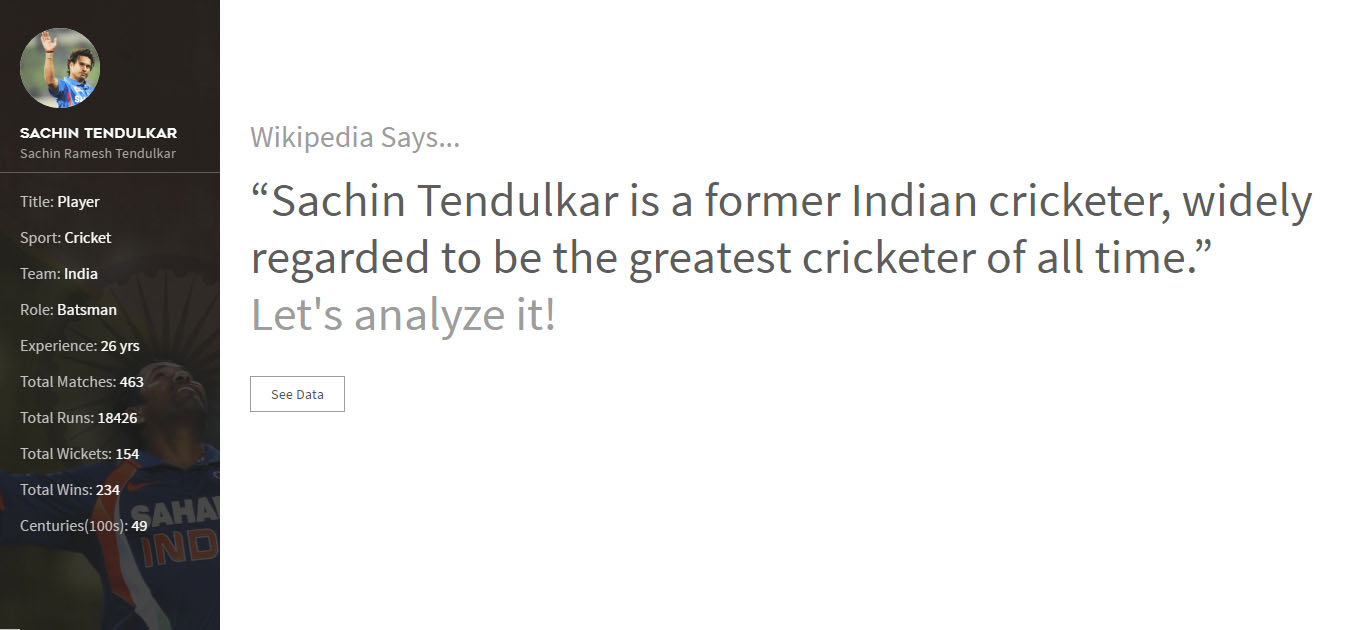 SACHIN TENDULKAR
Sachin Ramesh Tendulkar
Title: Player
Sport: Cricket
Team: India
Role: Batsman
Experience: 26 yrs
Total Matches: 463
Total Runs: 18426
Total Wickets: 154
Total Wins: 234
Centuries(100s): 49
SAHA
IND
Wikipedia Says...
“Sachin Tendulkar is a former Indian cricketer, widely
regarded to be the greatest cricketer of all time.”
Let's analyze it!
See Data